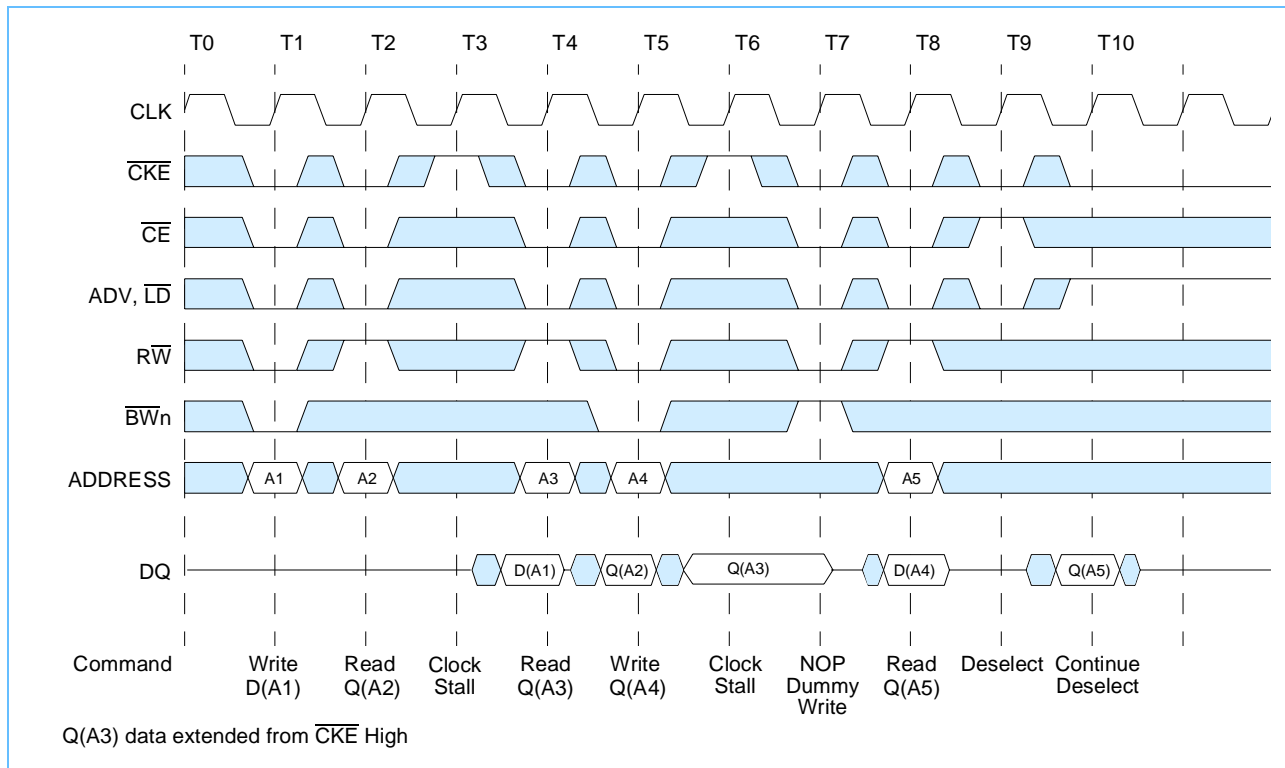 T0 T1 T2 T3 T4 T5 T6 T7 T8 T9 T10
CLK
CKE
CE
ADV, LD
RW
BWn
ADDRESS A1 A2 A3 A4 A5
DQ D(A1) Q(A2) Q(A3) D(A4) Q(A5)
Command Write Read Clock Read Write Clock NOP Read Deselect Continue
D(A1) Q(A2) Stall Q(A3) Q(A4) Stall Dummy Q(A5) Deselect
Write
Q(A3) data extended from CKE High